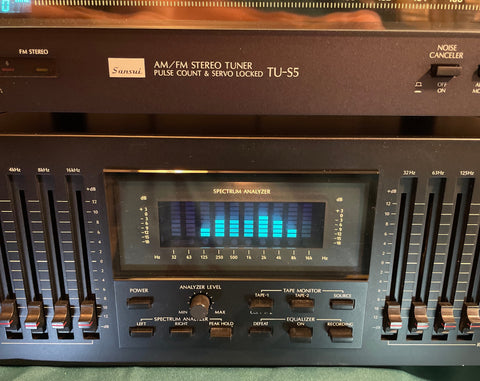 FM STEREO
Sansui
AM/FM STEREO TUNER
PULSE COUNT & SERVO LOCKED TU-S5
NOISE
CANCELER
OFF
ON
4kHz 8kHz 16kHz
32 Hz 63Hz 125Hz
SPECTRUM ANALYZER
dB
dB
Hz 32 63 125 250 500 1K 2K 4K 8K 16K Hz
POWER
ANALYZER LEVEL
MIN MAX
TAPE MONITOR
TAPE-1 TAPE-2 SOURCE
SPECTRUM ANALYZER
LEFT RIGHT PEAK HOLD
EQUALIZER
DEFEAT ON RECORDING